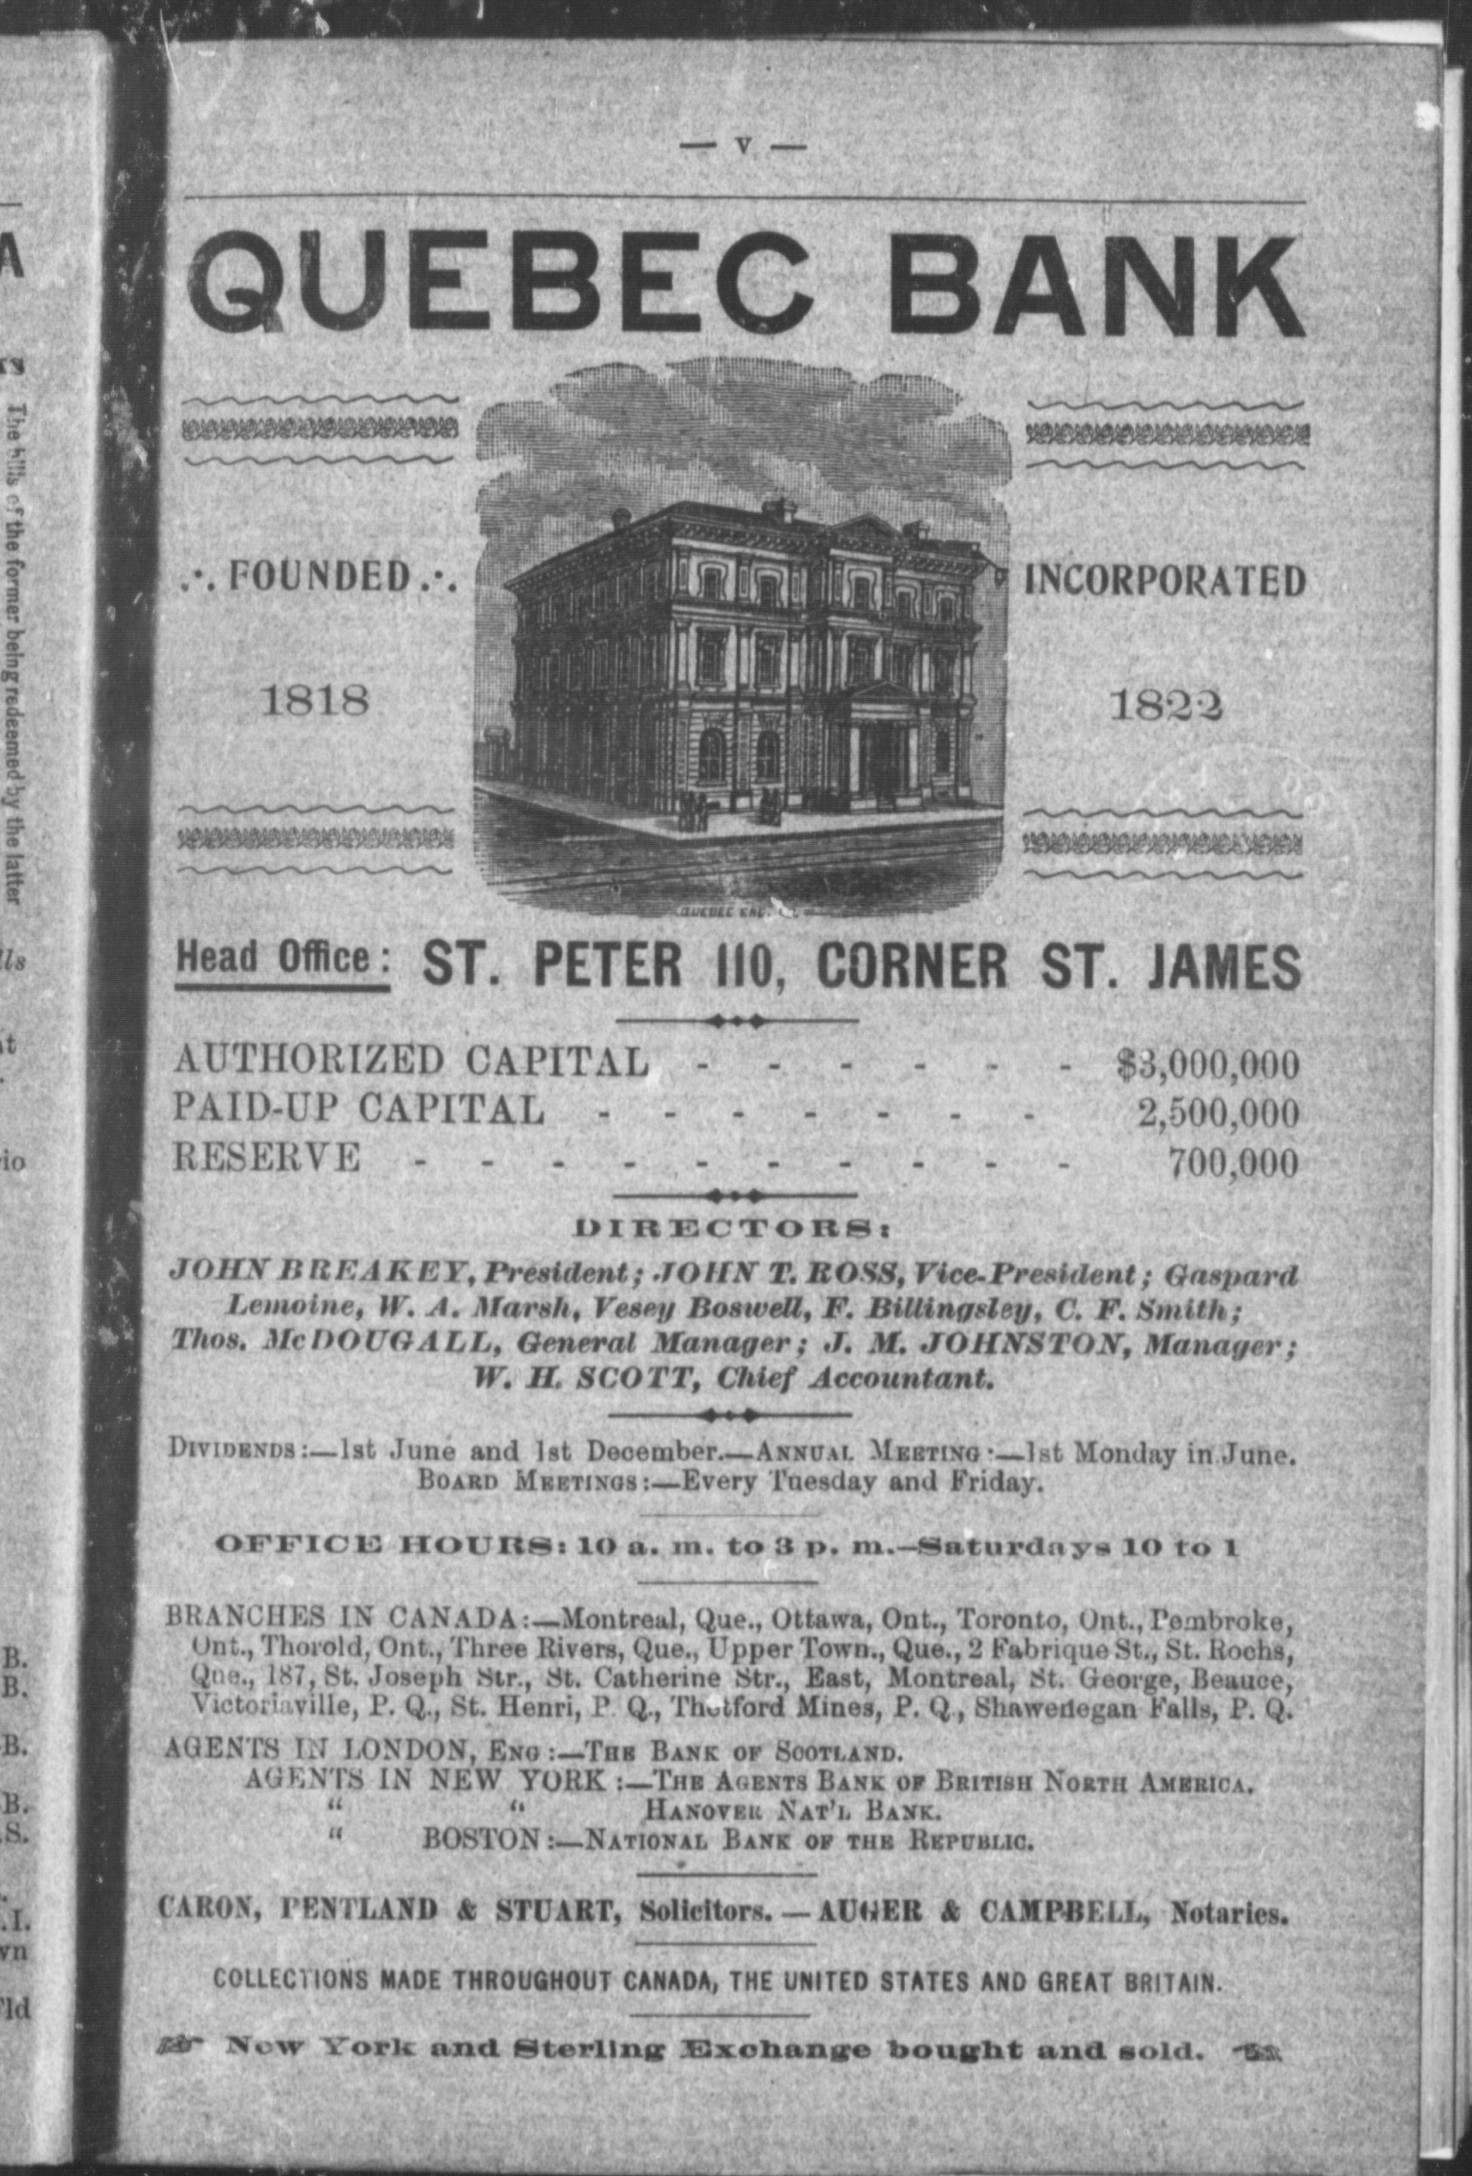 — v —
QUEBEC BANK
∴ FOUNDED ∴
1818
INCORPORATED
1822
QUEBEC ENG.
Head Office: ST. PETER 110, CORNER ST. JAMES
AUTHORIZED CAPITAL - - - - - - $3,000,000
PAID-UP CAPITAL - - - - - - - 2,500,000
RESERVE - - - - - - - - - - 700,000
DIRECTORS:
JOHN BREAKEY, President; JOHN T. ROSS, Vice-President; Gaspard
Lemoine, W. A. Marsh, Vesey Boswell, F. Billingsley, C. F. Smith;
Thos. McDOUGALL, General Manager; J. M. JOHNSTON, Manager;
W. H. SCOTT, Chief Accountant.
DIVIDENDS:—1st June and 1st December.—ANNUAL MEETING:—1st Monday in June.
BOARD MEETINGS:—Every Tuesday and Friday.
OFFICE HOURS: 10 a. m. to 3 p. m.—Saturdays 10 to 1
BRANCHES IN CANADA:—Montreal, Que., Ottawa, Ont., Toronto, Ont., Pembroke,
Ont., Thorold, Ont., Three Rivers, Que., Upper Town., Que., 2 Fabrique St., St. Rochs,
Que., 187, St. Joseph Str., St. Catherine Str., East, Montreal, St. George, Beauce,
Victoriaville, P. Q., St. Henri, P. Q., Thetford Mines, P. Q., Shawenegan Falls, P. Q.
AGENTS IN LONDON, ENG:—THE BANK OF SCOTLAND.
AGENTS IN NEW YORK:—THE AGENTS BANK OF BRITISH NORTH AMERICA.
" " HANOVER NAT'L BANK.
" BOSTON:—NATIONAL BANK OF THE REPUBLIC.
CARON, PENTLAND & STUART, Solicitors.—AUGER & CAMPBELL, Notaries.
COLLECTIONS MADE THROUGHOUT CANADA, THE UNITED STATES AND GREAT BRITAIN.
New York and Sterling Exchange bought and sold.
A
The bills of the former being redeemed by the latter
B.
B.
B.
B.
S.